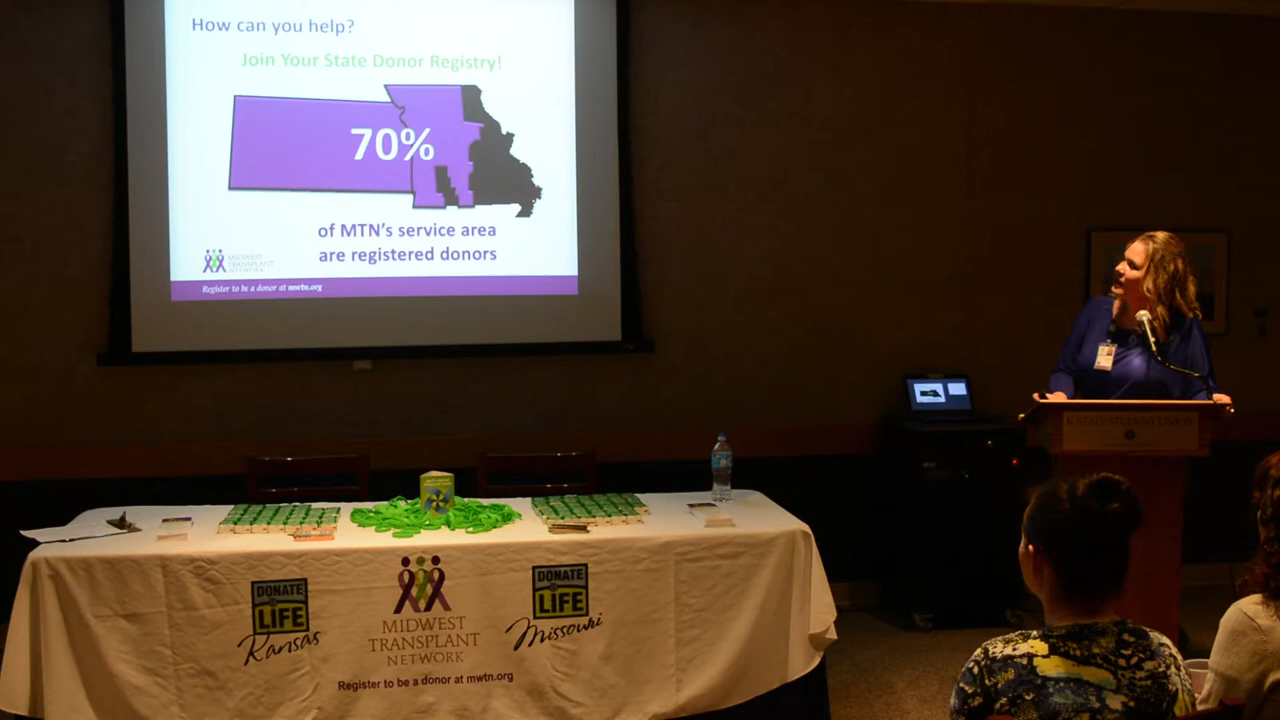 How can you help?
Join Your State Donor Registry!
70%
of MTN's service area
are registered donors
MIDWEST
TRANSPLANT
NETWORK
Register to be a donor at mwtn.org
K-STATE STUDENT UNION
DONATE
LIFE
Kansas
MIDWEST
TRANSPLANT
NETWORK
DONATE
LIFE
Missouri
Register to be a donor at mwtn.org